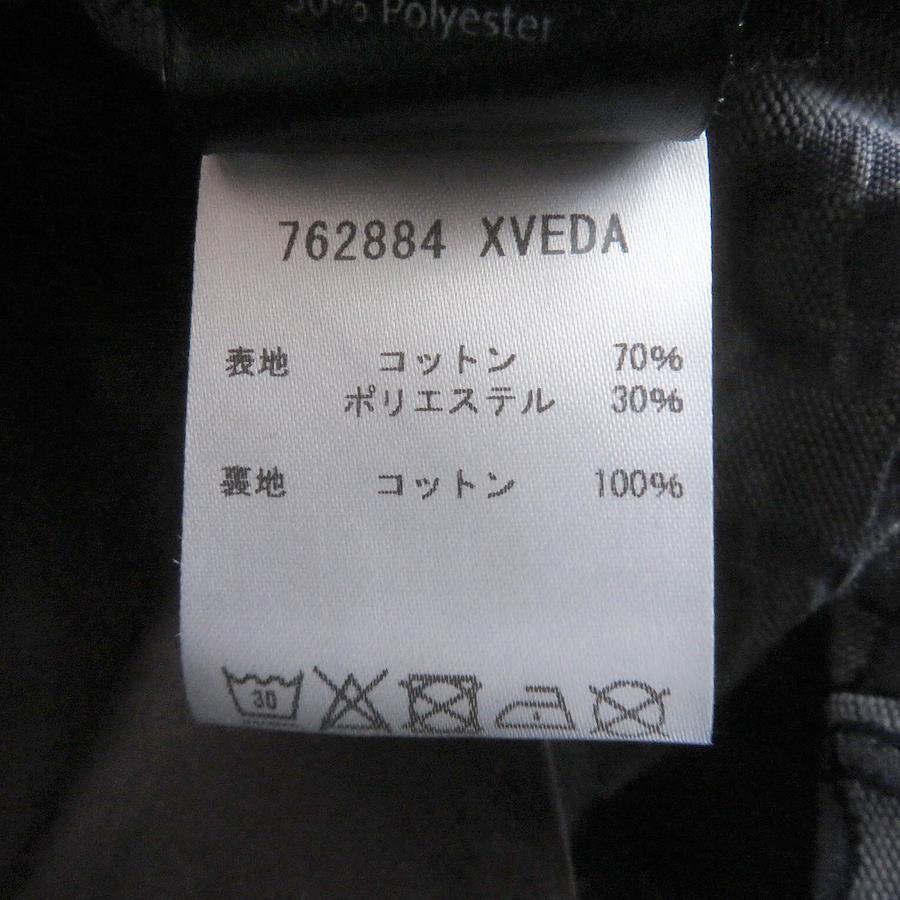 30% Polyester
762884 XVEDA
表地 コットン 70%
ポリエステル 30%
裏地 コットン 100%
30